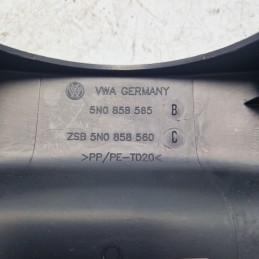 VWA GERMANY
5N0 858 565 B
ZSB 5N0 858 560 C
>PP/PE-TD20<